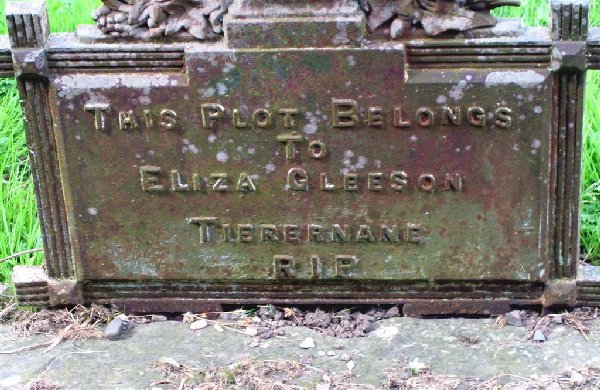 THIS PLOT BELONGS
TO
ELIZA GLEESON
TIERERNANE
RIP